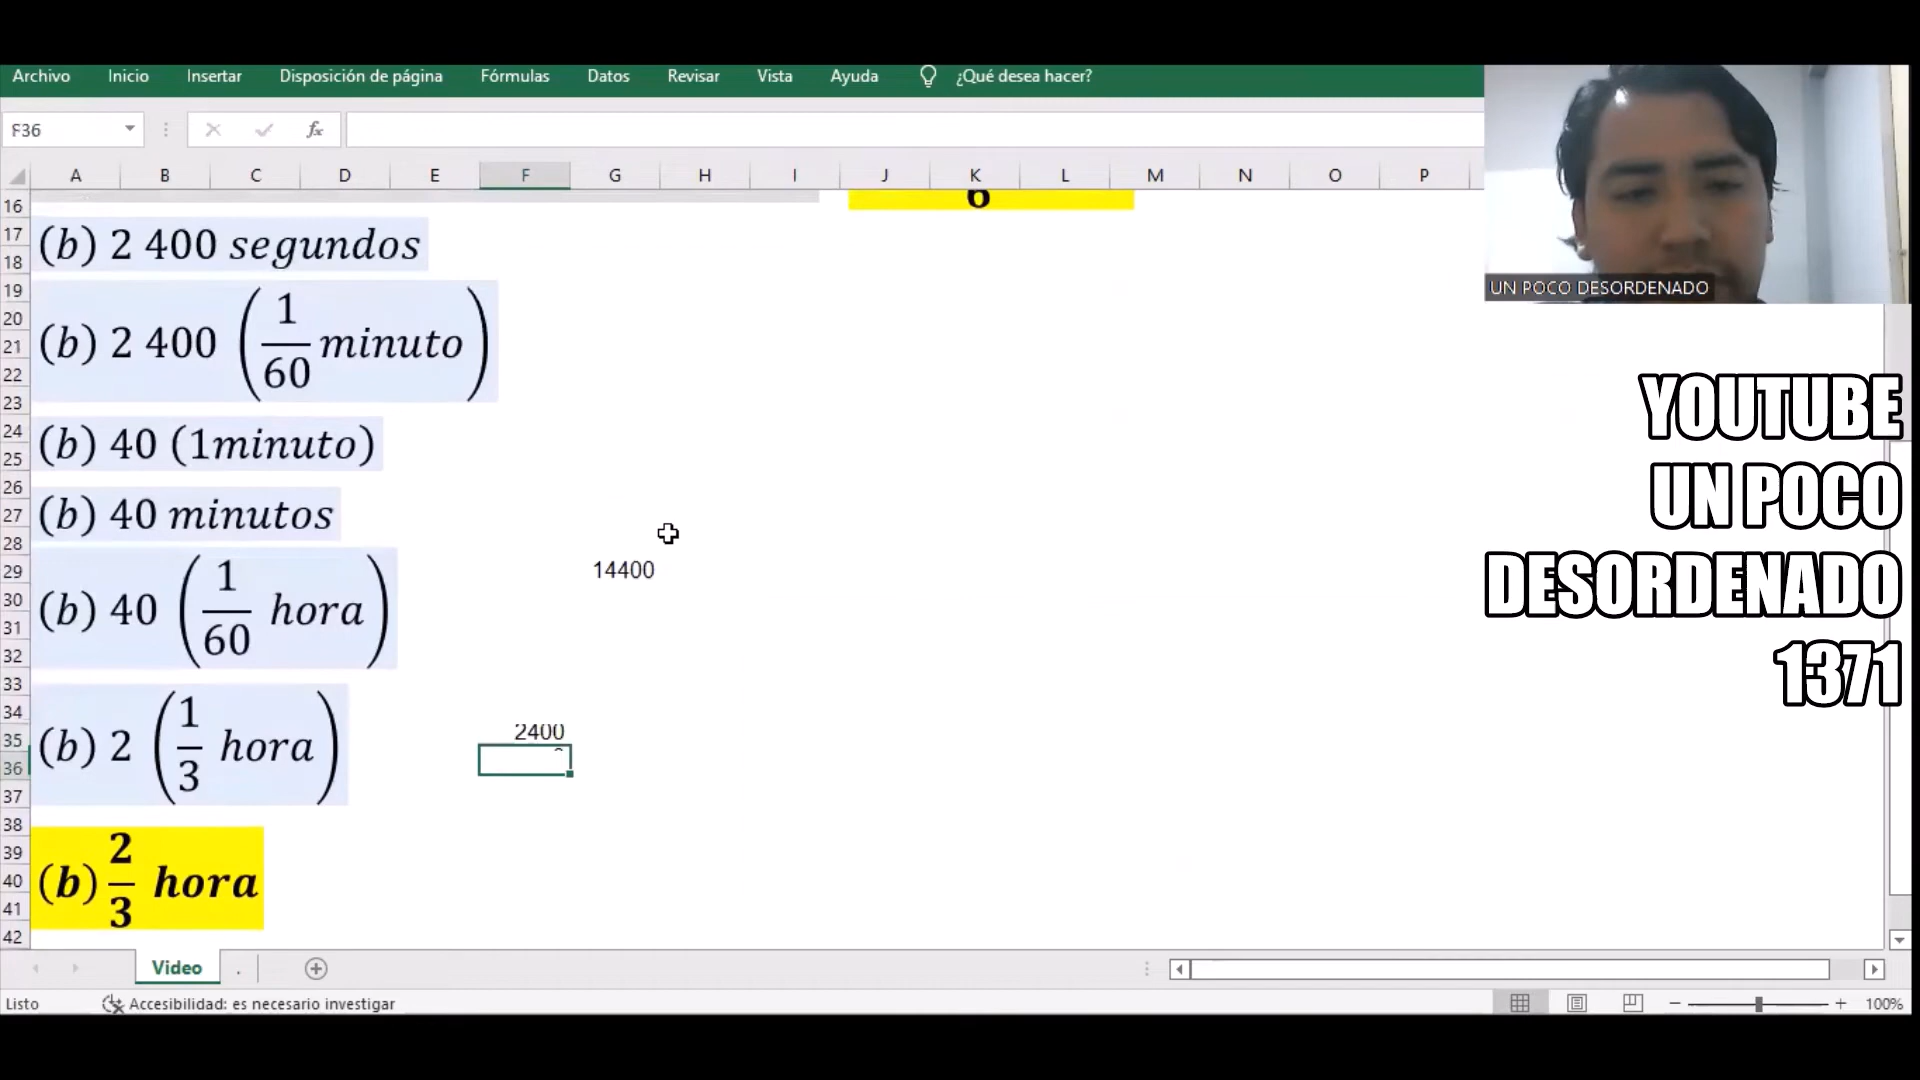 Archivo Inicio Insertar Disposición de página Fórmulas Datos Revisar Vista Ayuda ¿Qué desea hacer?
F36 fx
A B C D E F G H I J K L M N O P
UN POCO DESORDENADO
16
6
17
(b) 2 400 segundos
18
19
20
21
(b) 2 400 (1/60 minuto)
22
23
24
(b) 40 (1minuto)
25
26
27
(b) 40 minutos
28
29
14400
30
(b) 40 (1/60 hora)
31
32
33
34
35
2400
(b) 2 (1/3 hora)
36
37
38
39
40
(b) 2/3 hora
41
42
YOUTUBE
UN POCO
DESORDENADO
1371
Video .
Listo Accesibilidad: es necesario investigar 100%